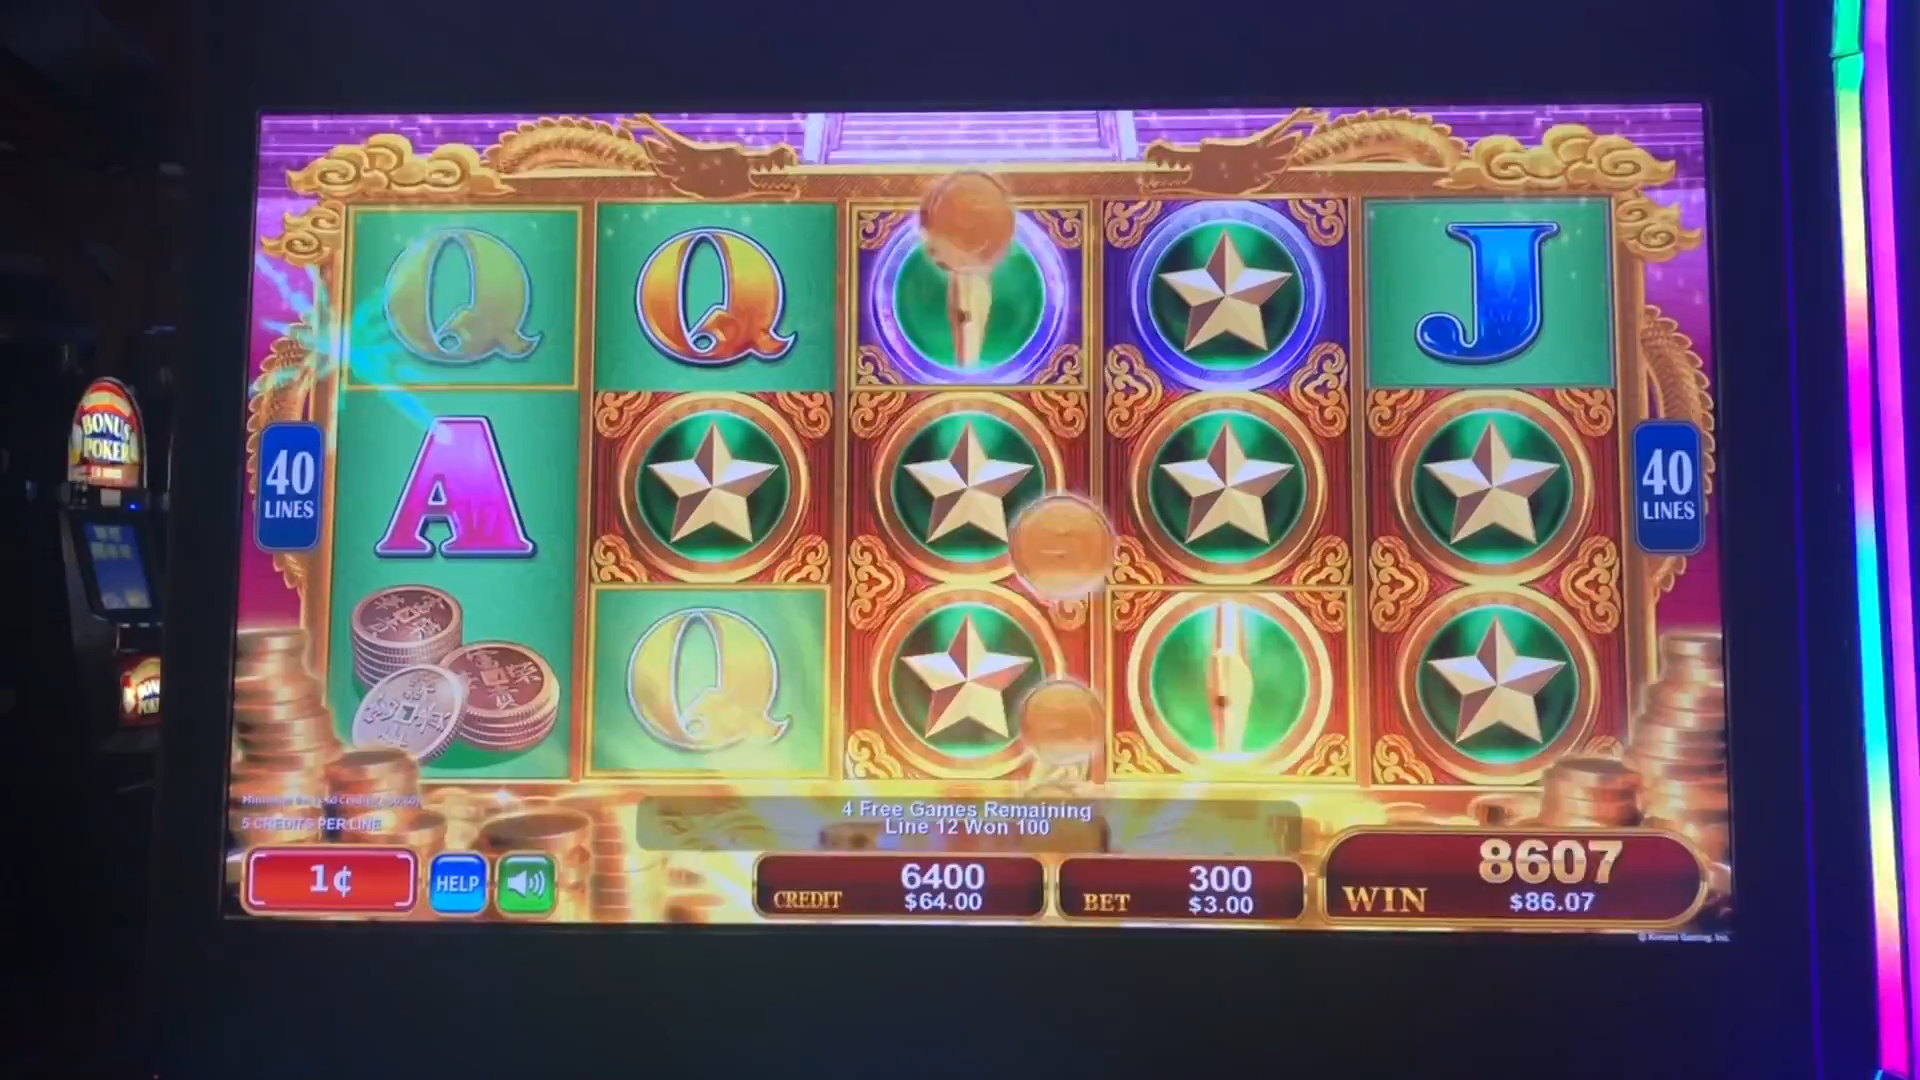 Q
Q
J
BONUS
POKER
40
LINES
A
40
LINES
Q
4 Free Games Remaining
Line 12 Won 100
5 CREDITS PER LINE
1¢
HELP
CREDIT
6400
$64.00
BET
300
$3.00
WIN
8607
$86.07